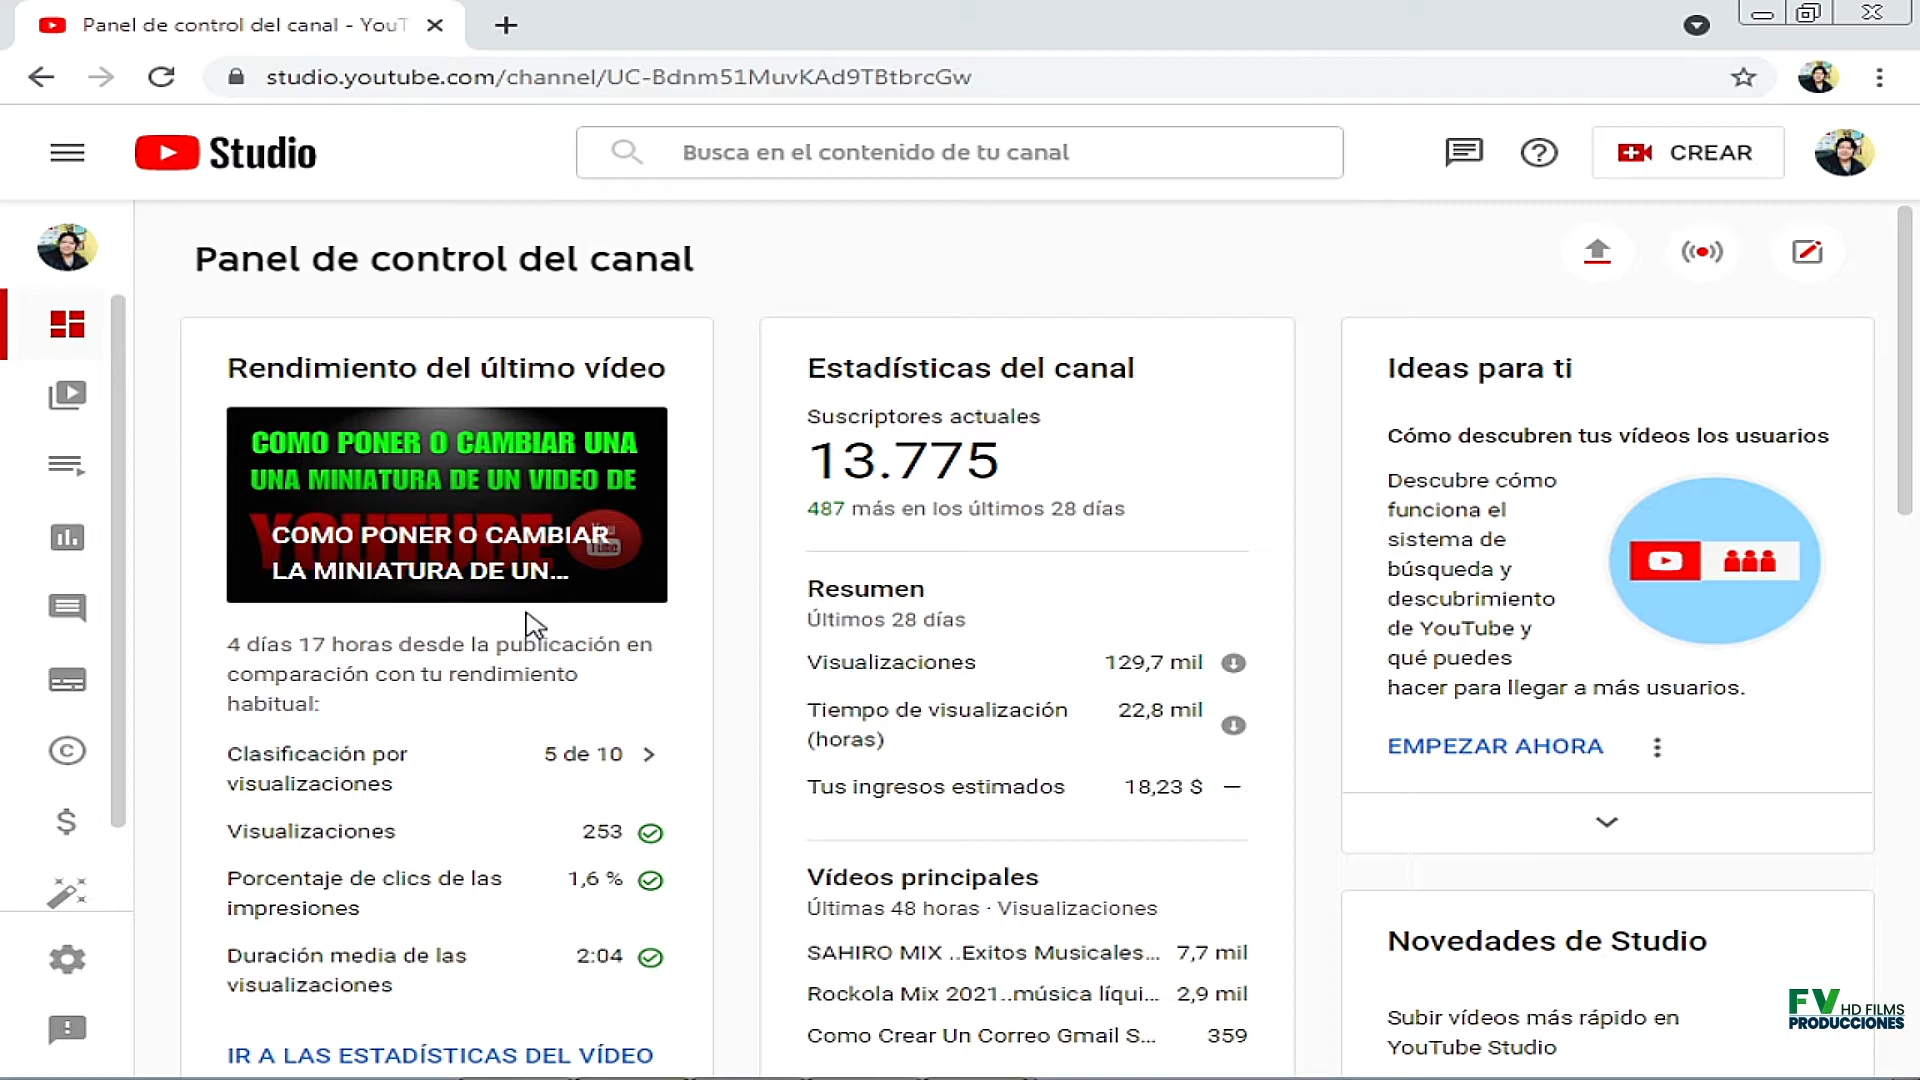 Panel de control del canal - YouT
studio.youtube.com/channel/UC-Bdnm51MuvKAd9TBtbrcGw
Studio
Busca en el contenido de tu canal
CREAR
Panel de control del canal
Rendimiento del último vídeo
COMO PONER O CAMBIAR UNA
UNA MINIATURA DE UN VIDEO DE
YOUTUBE
COMO PONER O CAMBIAR
LA MINIATURA DE UN...
4 días 17 horas desde la publicación en
comparación con tu rendimiento
habitual:
Clasificación por
visualizaciones
5 de 10
Visualizaciones 253
Porcentaje de clics de las
impresiones
1,6 %
Duración media de las
visualizaciones
2:04
IR A LAS ESTADÍSTICAS DEL VÍDEO
Estadísticas del canal
Suscriptores actuales
13.775
487 más en los últimos 28 días
Resumen
Últimos 28 días
Visualizaciones 129,7 mil
Tiempo de visualización
(horas)
22,8 mil
Tus ingresos estimados 18,23 $ —
Vídeos principales
Últimas 48 horas · Visualizaciones
SAHIRO MIX ..Exitos Musicales... 7,7 mil
Rockola Mix 2021..música líqui... 2,9 mil
Como Crear Un Correo Gmail S... 359
Ideas para ti
Cómo descubren tus vídeos los usuarios
Descubre cómo
funciona el
sistema de
búsqueda y
descubrimiento
de YouTube y
qué puedes
hacer para llegar a más usuarios.
EMPEZAR AHORA
Novedades de Studio
Subir vídeos más rápido en
YouTube Studio
FV HD FILMS
PRODUCCIONES